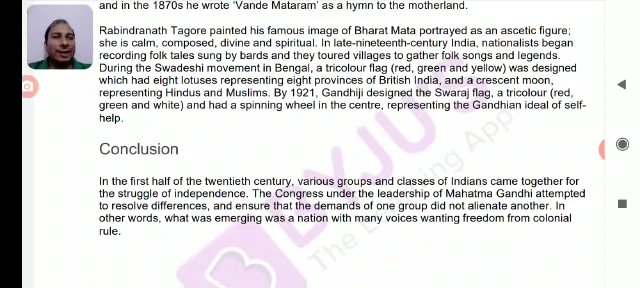 and in the 1870s he wrote ‘Vande Mataram’ as a hymn to the motherland.
Rabindranath Tagore painted his famous image of Bharat Mata portrayed as an ascetic figure;
she is calm, composed, divine and spiritual. In late-nineteenth-century India, nationalists began
recording folk tales sung by bards and they toured villages to gather folk songs and legends.
During the Swadeshi movement in Bengal, a tricolour flag (red, green and yellow) was designed
which had eight lotuses representing eight provinces of British India, and a crescent moon,
representing Hindus and Muslims. By 1921, Gandhiji designed the Swaraj flag, a tricolour (red,
green and white) and had a spinning wheel in the centre, representing the Gandhian ideal of self-
help.
Conclusion
In the first half of the twentieth century, various groups and classes of Indians came together for
the struggle of independence. The Congress under the leadership of Mahatma Gandhi attempted
to resolve differences, and ensure that the demands of one group did not alienate another. In
other words, what was emerging was a nation with many voices wanting freedom from colonial
rule.
BYJU'S
The Learning App